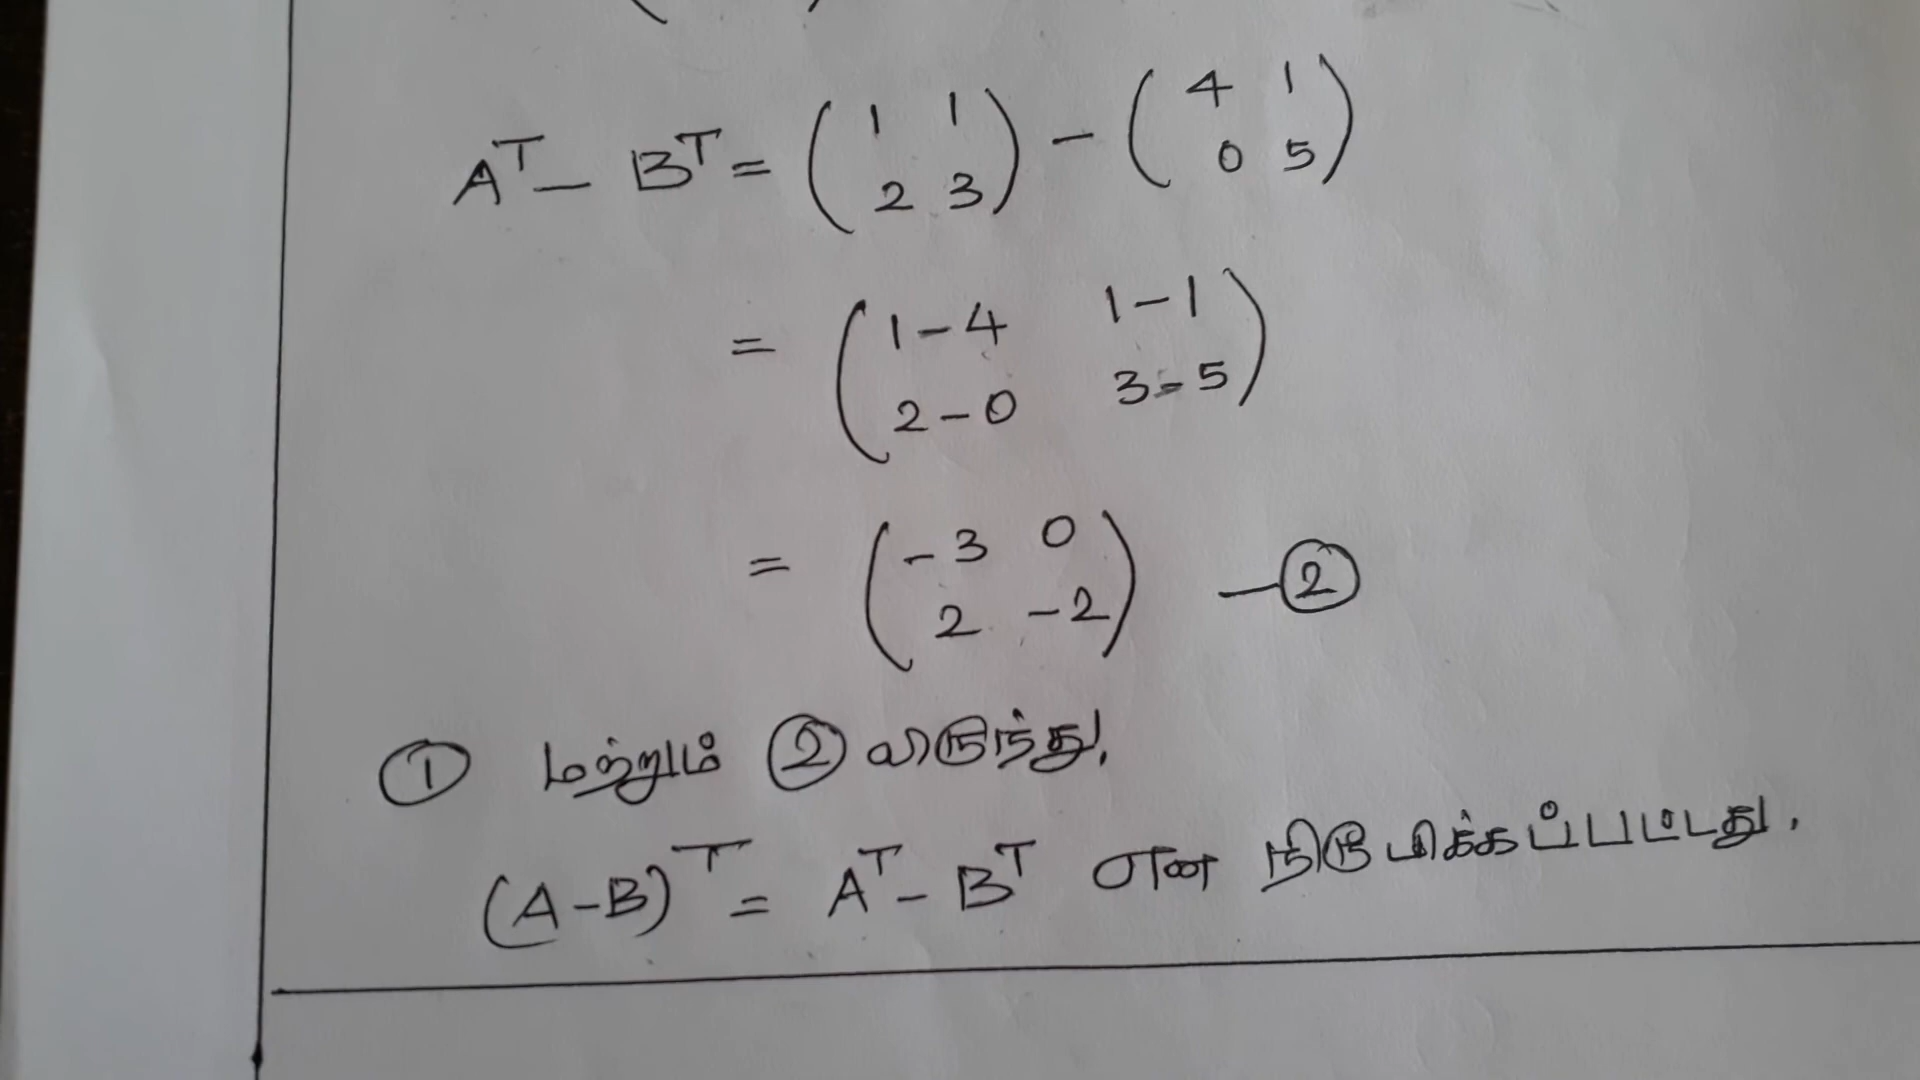 Aᵀ - Bᵀ = ( 1 1 ) - ( 4 1 )
( 2 3 ) ( 0 5 )
= ( 1-4 1-1 )
( 2-0 3-5 )
= ( -3 0 )
( 2 -2 ) — ②
① மற்றும் ② லிருந்து,
(A-B)ᵀ = Aᵀ - Bᵀ என நிரூபிக்கப்பட்டது.